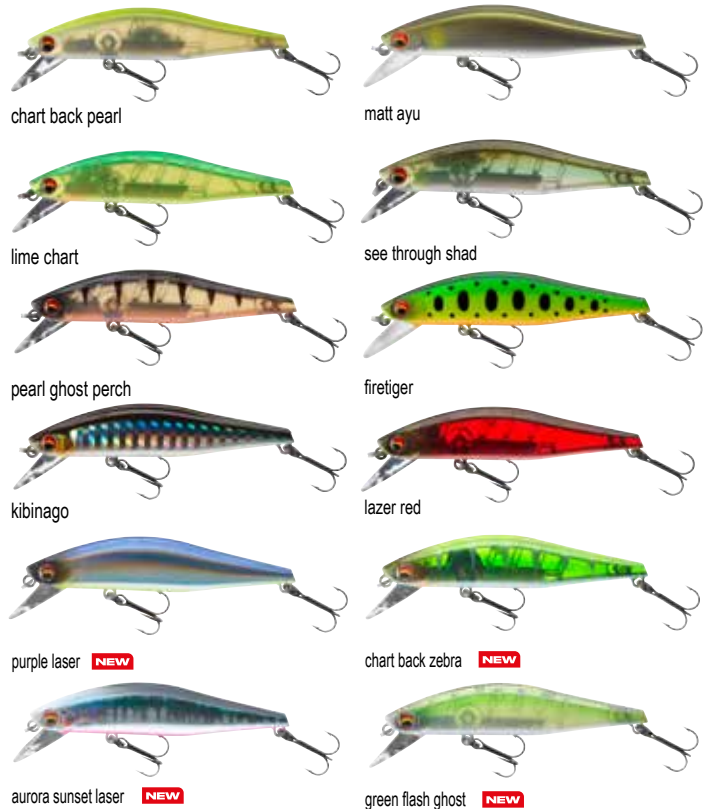 chart back pearl
matt ayu
lime chart
see through shad
pearl ghost perch
firetiger
kibinago
lazer red
purple laser NEW
chart back zebra NEW
aurora sunset laser NEW
green flash ghost NEW